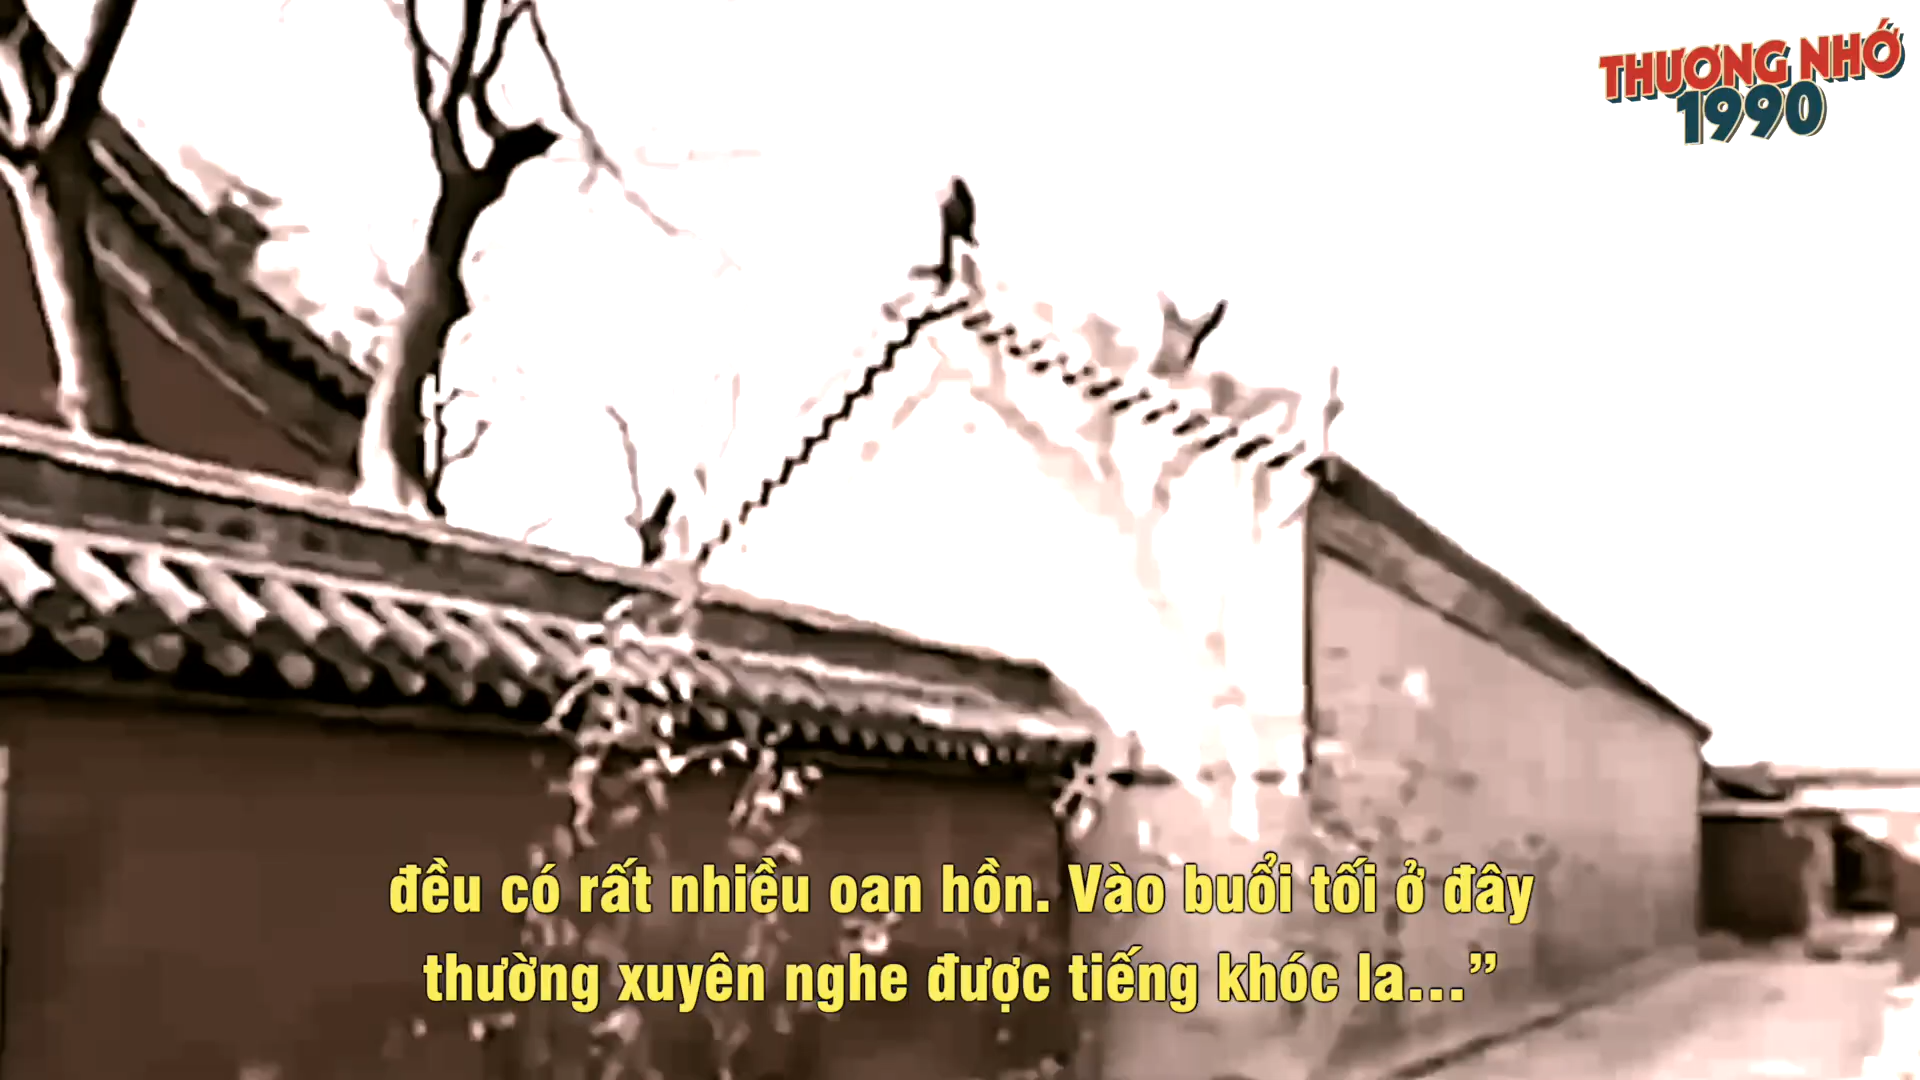 THƯƠNG NHỚ
1990
đều có rất nhiều oan hồn. Vào buổi tối ở đây
thường xuyên nghe được tiếng khóc la...”